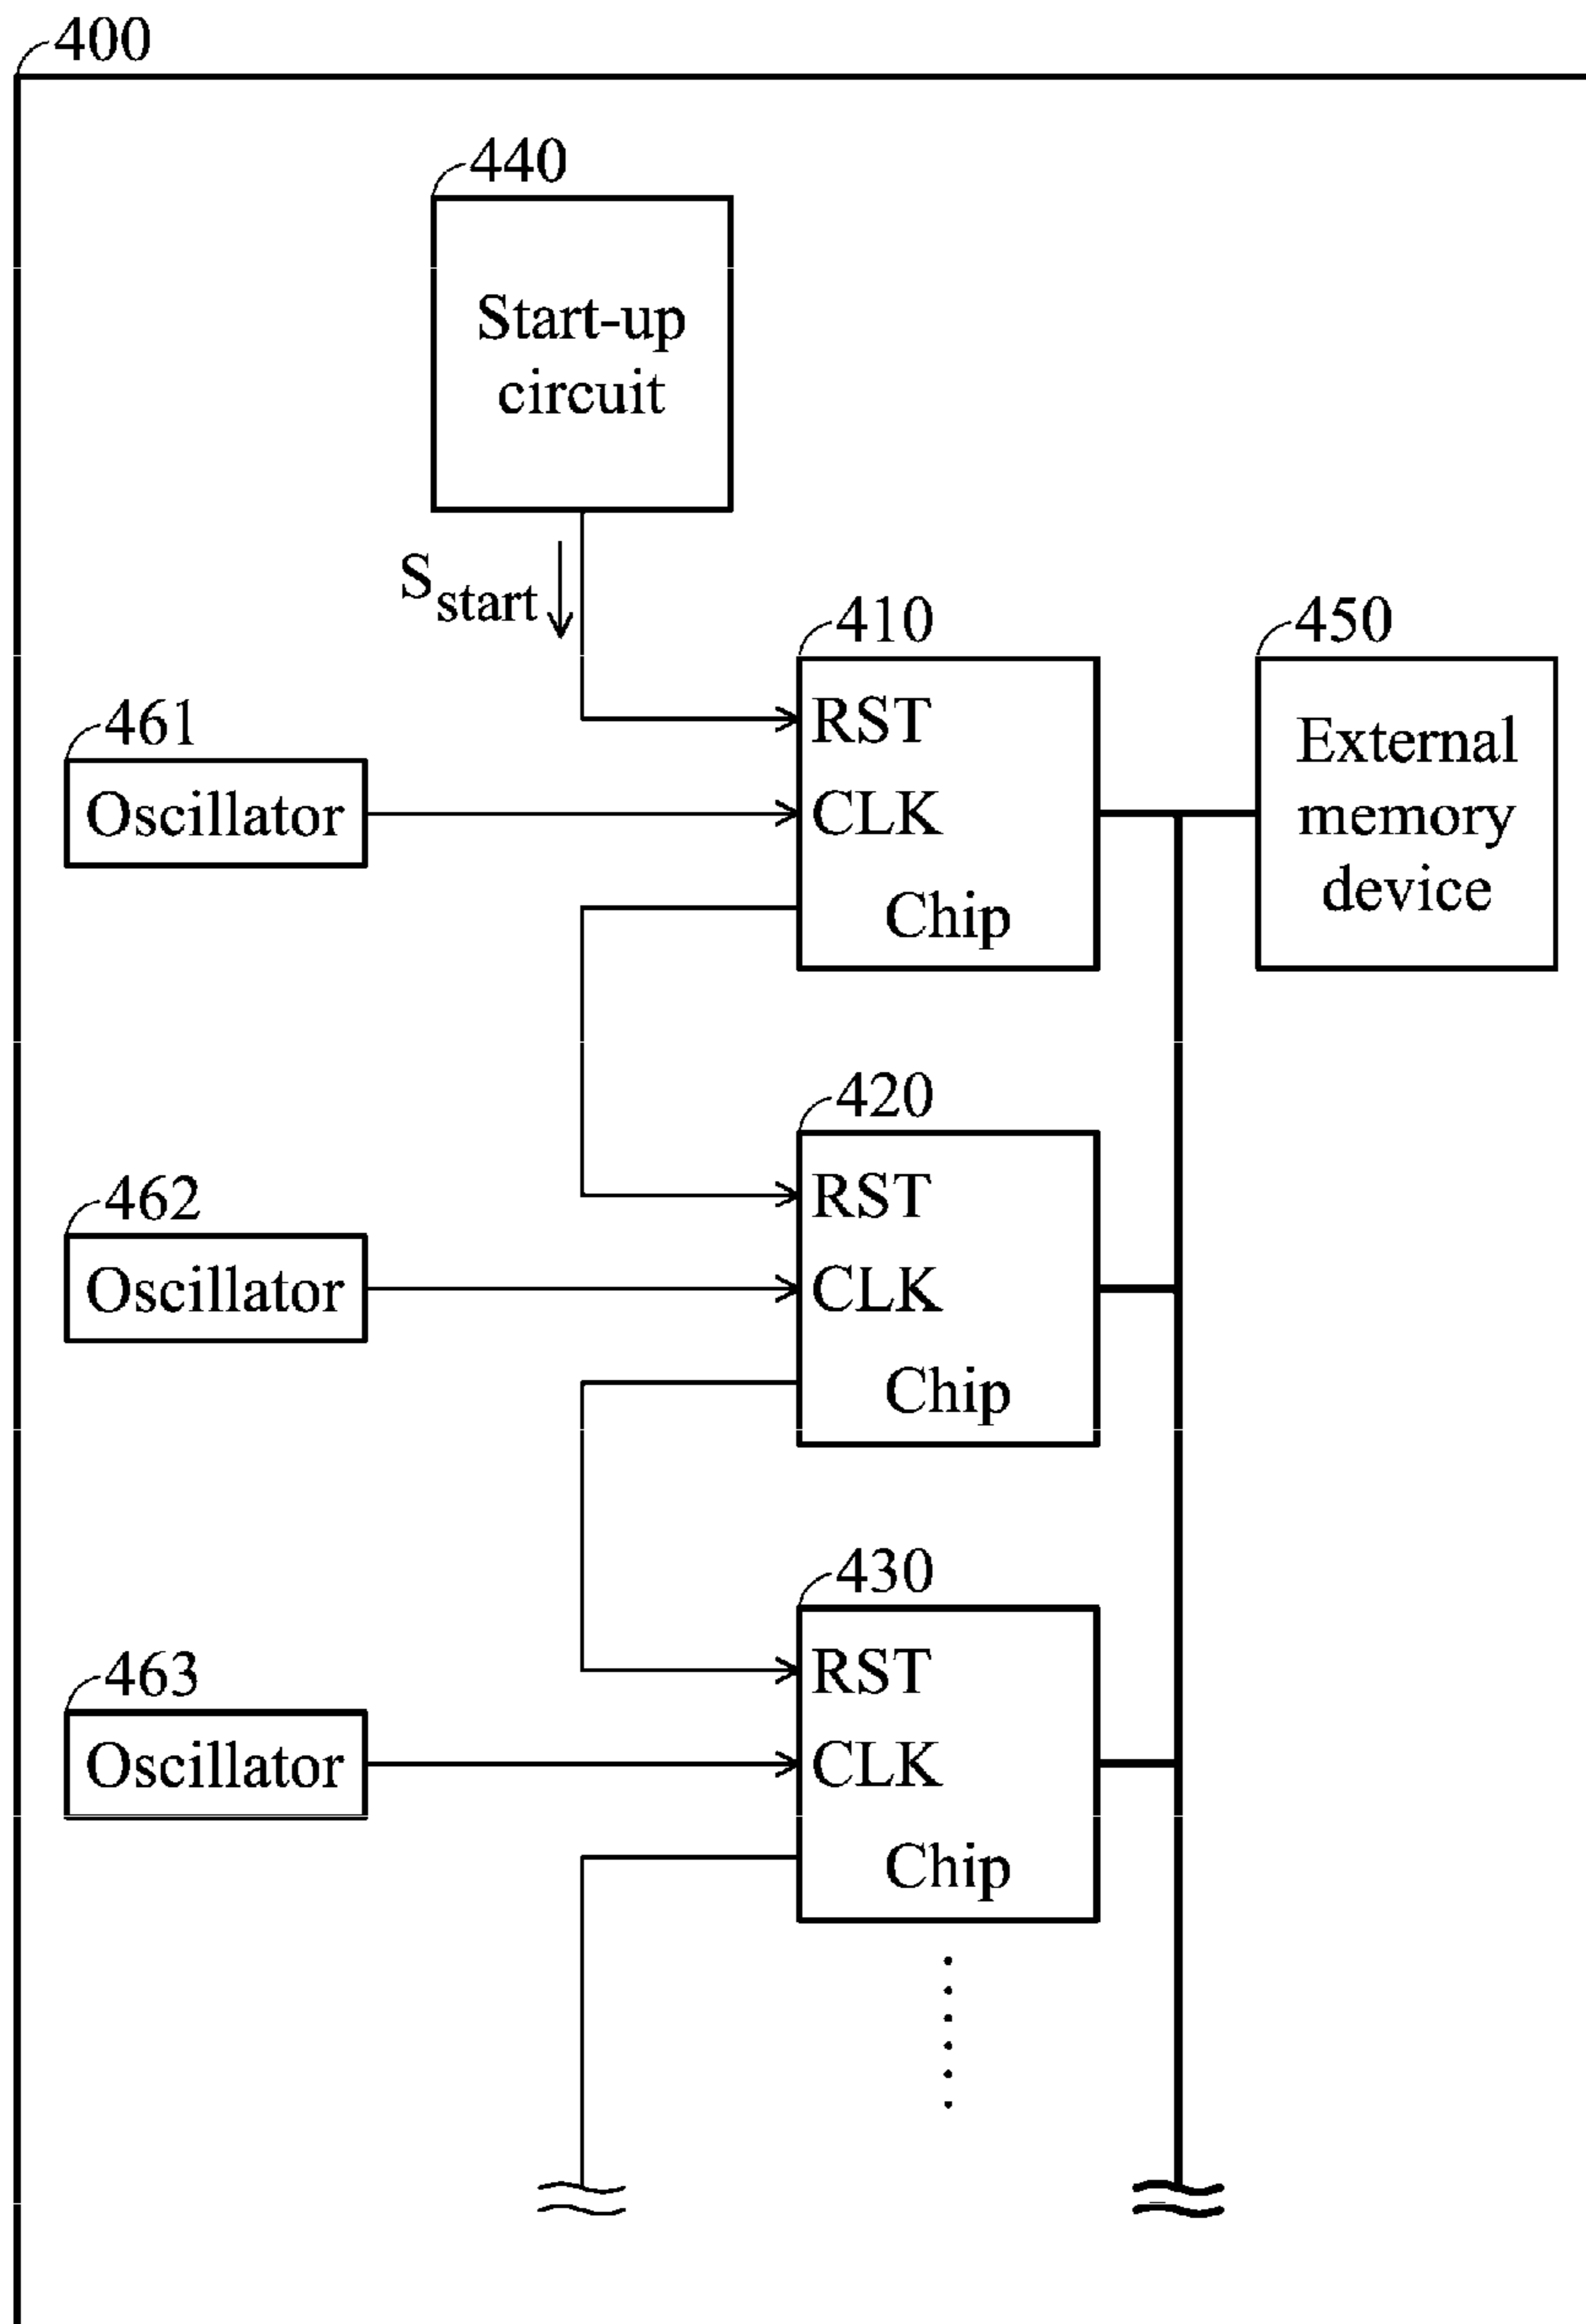 400
440
Start-up
circuit
Sstart
410
RST
CLK
Chip
450
External
memory
device
461
Oscillator
420
RST
CLK
Chip
462
Oscillator
430
RST
CLK
Chip
463
Oscillator